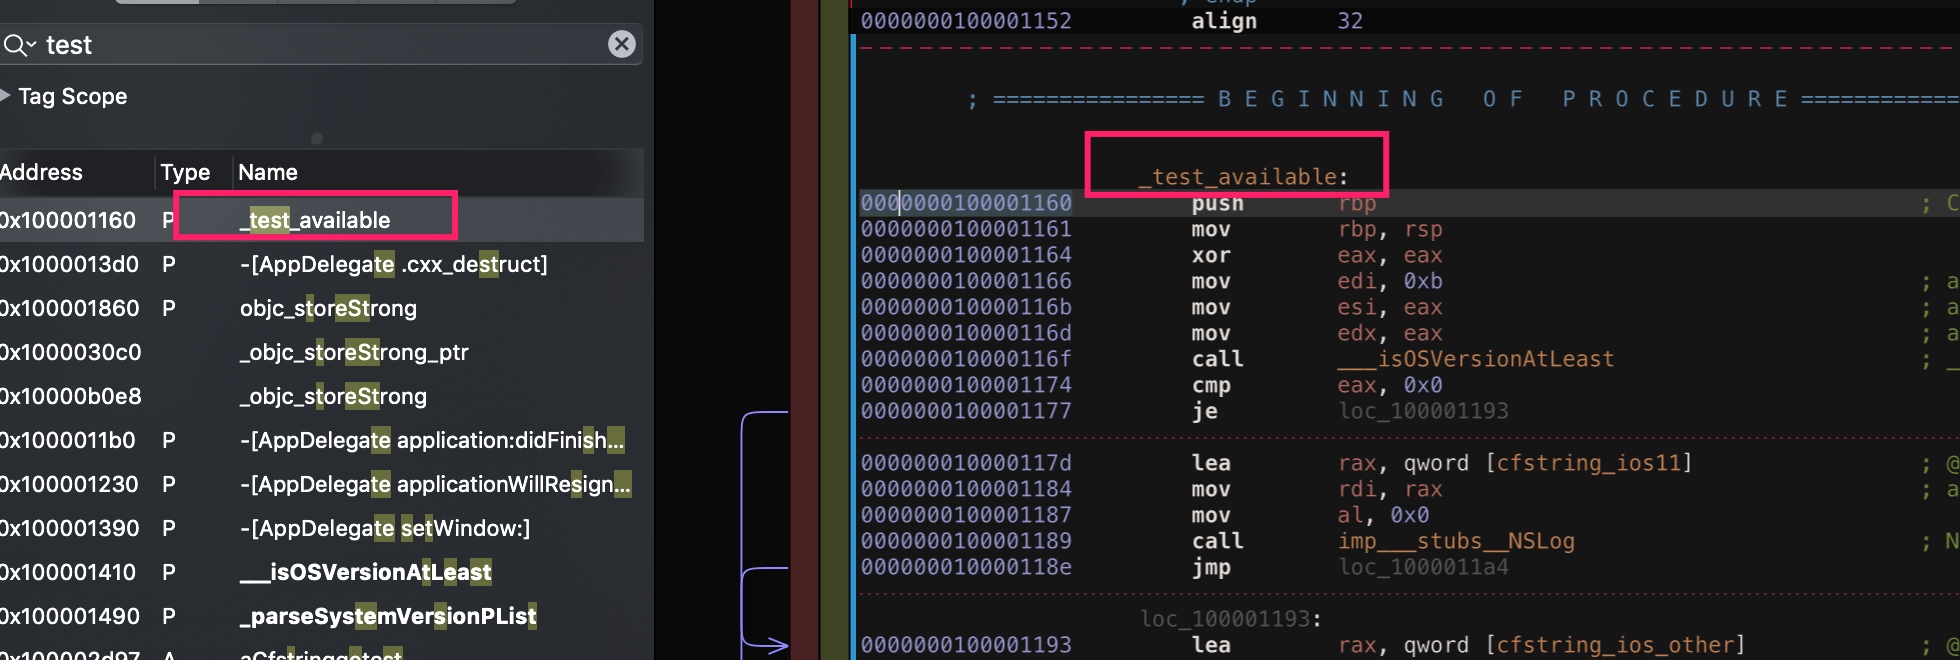 test
Tag Scope
Address Type Name
0x100001160 P _test_available
0x1000013d0 P -[AppDelegate .cxx_destruct]
0x100001860 P objc_storeStrong
0x1000030c0 _objc_storeStrong_ptr
0x10000b0e8 _objc_storeStrong
0x1000011b0 P -[AppDelegate application:didFinish...
0x100001230 P -[AppDelegate applicationWillResign...
0x100001390 P -[AppDelegate setWindow:]
0x100001410 P ___isOSVersionAtLeast
0x100001490 P _parseSystemVersionPList
0x100002d97 A aCfstringgetest
0000000100001152 align 32
; ================ B E G I N N I N G O F P R O C E D U R E ============
_test_available:
0000000100001160 push rbp ; C
0000000100001161 mov rbp, rsp
0000000100001164 xor eax, eax
0000000100001166 mov edi, 0xb ; a
000000010000116b mov esi, eax ; a
000000010000116d mov edx, eax ; a
000000010000116f call ___isOSVersionAtLeast ; _
0000000100001174 cmp eax, 0x0
0000000100001177 je loc_100001193
000000010000117d lea rax, qword [cfstring_ios11] ; @
0000000100001184 mov rdi, rax ; a
0000000100001187 mov al, 0x0
0000000100001189 call imp___stubs__NSLog ; N
000000010000118e jmp loc_1000011a4
loc_100001193:
0000000100001193 lea rax, qword [cfstring_ios_other] ; @